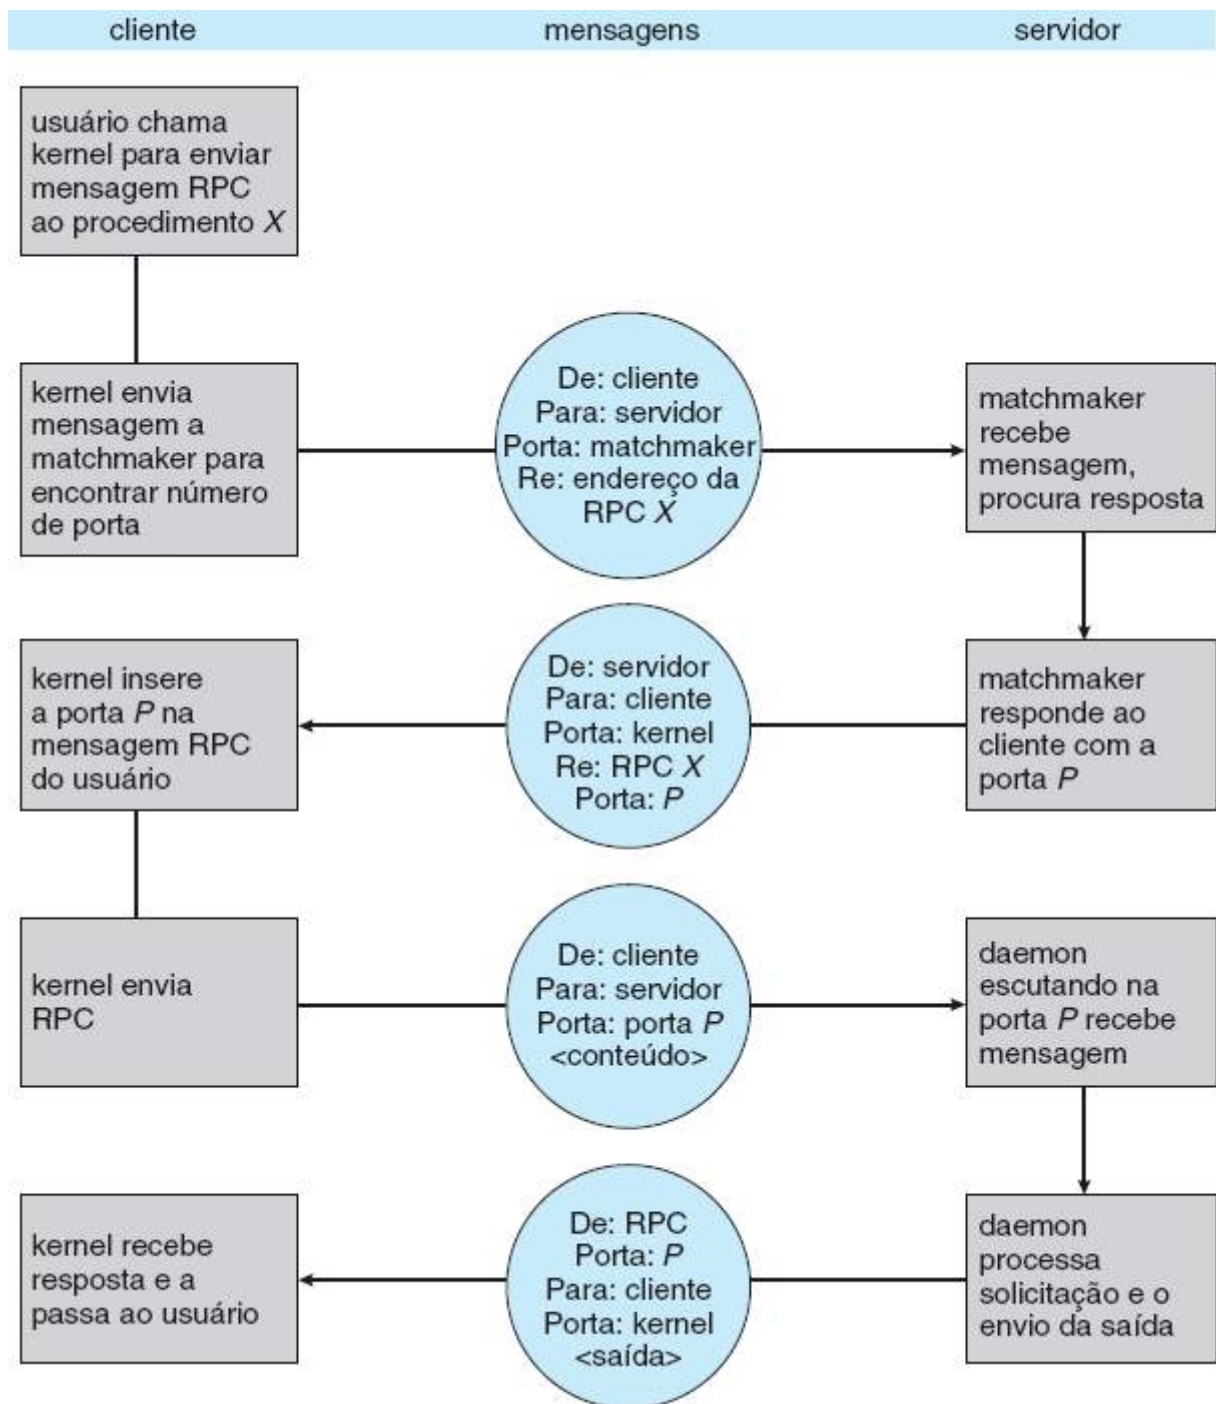 cliente
mensagens
servidor
usuário chama
kernel para enviar
mensagem RPC
ao procedimento X
kernel envia
mensagem a
matchmaker para
encontrar número
de porta
De: cliente
Para: servidor
Porta: matchmaker
Re: endereço da
RPC X
matchmaker
recebe
mensagem,
procura resposta
kernel insere
a porta P na
mensagem RPC
do usuário
De: servidor
Para: cliente
Porta: kernel
Re: RPC X
Porta: P
matchmaker
responde ao
cliente com a
porta P
kernel envia
RPC
De: cliente
Para: servidor
Porta: porta P
<conteúdo>
daemon
escutando na
porta P recebe
mensagem
kernel recebe
resposta e a
passa ao usuário
De: RPC
Porta: P
Para: cliente
Porta: kernel
<saída>
daemon
processa
solicitação e o
envio da saída